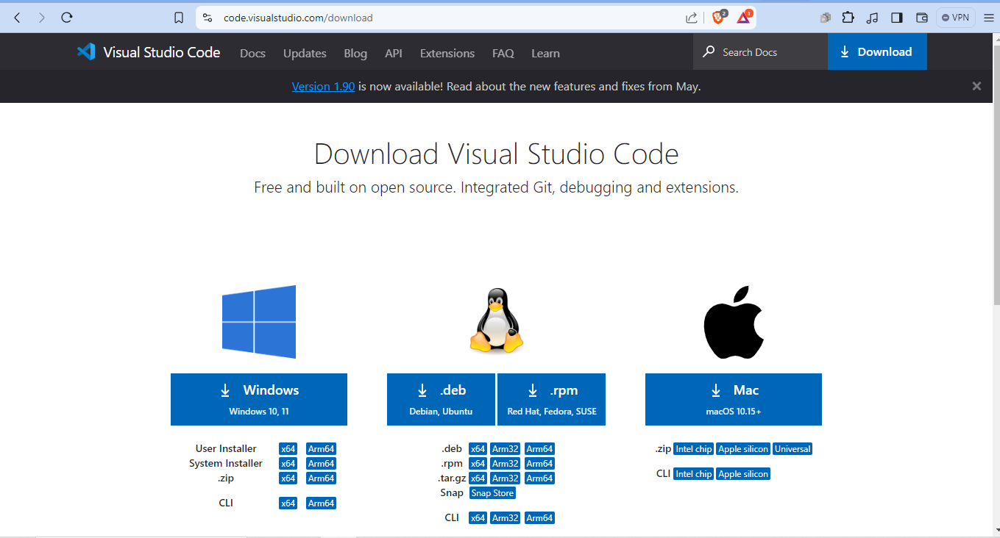 code.visualstudio.com/download 2 1 VPN
Visual Studio Code Docs Updates Blog API Extensions FAQ Learn Search Docs Download
Version 1.90 is now available! Read about the new features and fixes from May.
Download Visual Studio Code
Free and built on open source. Integrated Git, debugging and extensions.
Windows
Windows 10, 11
User Installer x64 Arm64
System Installer x64 Arm64
.zip x64 Arm64
CLI x64 Arm64
.deb .rpm
Debian, Ubuntu Red Hat, Fedora, SUSE
.deb x64 Arm32 Arm64
.rpm x64 Arm32 Arm64
.tar.gz x64 Arm32 Arm64
Snap Snap Store
CLI x64 Arm32 Arm64
Mac
macOS 10.15+
.zip Intel chip Apple silicon Universal
CLI Intel chip Apple silicon